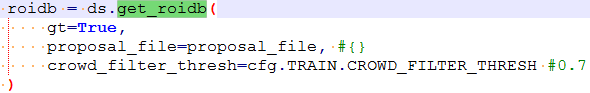 roidb = ds.get_roidb(
    gt=True,
    proposal_file=proposal_file, #{}
    crowd_filter_thresh=cfg.TRAIN.CROWD_FILTER_THRESH #0.7
)